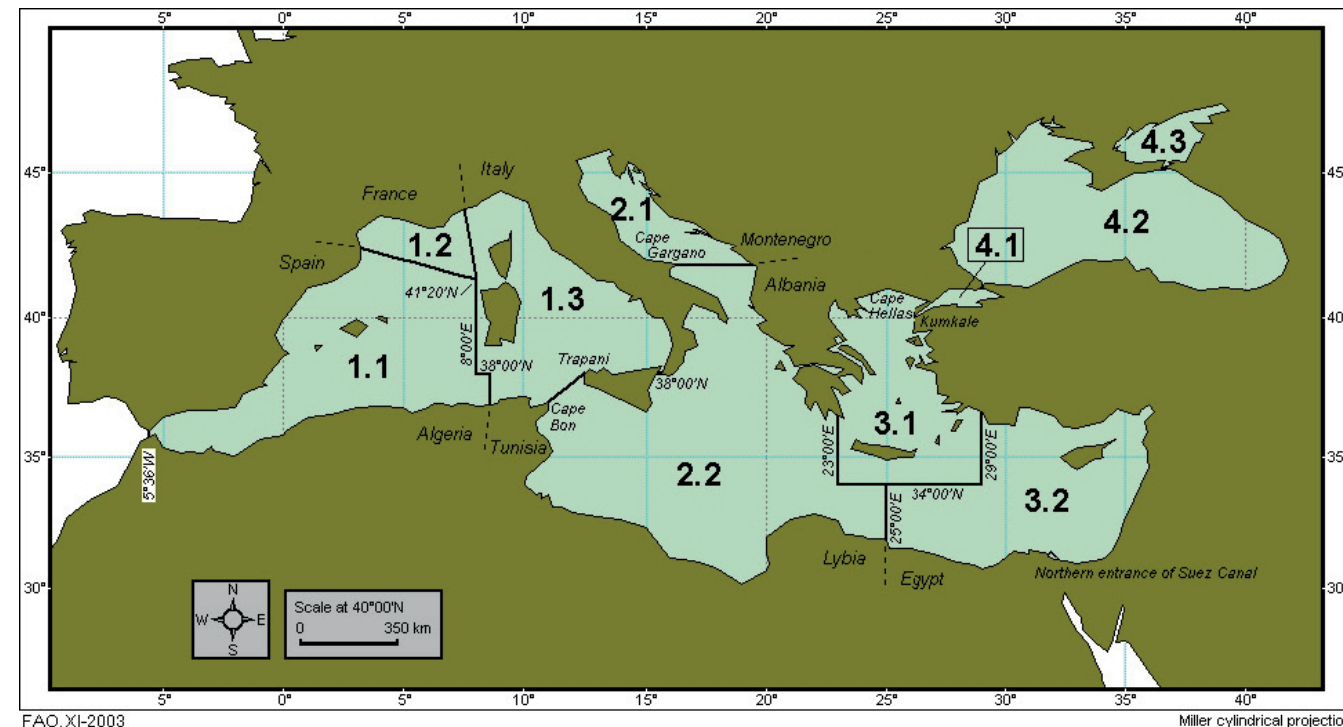 5° 0° 5° 10° 15° 20° 25° 30° 35° 40°
45°
45°
40°
40°
35°
35°
30°
30°
France
Italy
Spain
1.2
41°20'N
1.3
1.1
8°00'E
38°00'N
Trapani
Cape
Bon
Algeria
Tunisia
5°36'W
2.1
Cape
Gargano
Montenegro
Albania
38°00'N
2.2
Cape
Hellas
Kumkale
4.1
4.2
4.3
3.1
23°00'E
29°00'E
34°00'N
25°00'E
3.2
Lybia
Egypt
Northern entrance of Suez Canal
N
W E
S
Scale at 40°00'N
0 350 km
5° 0° 5° 10° 15° 20° 25° 30° 35° 40°
FAO.XI-2003
Miller cylindrical projectio